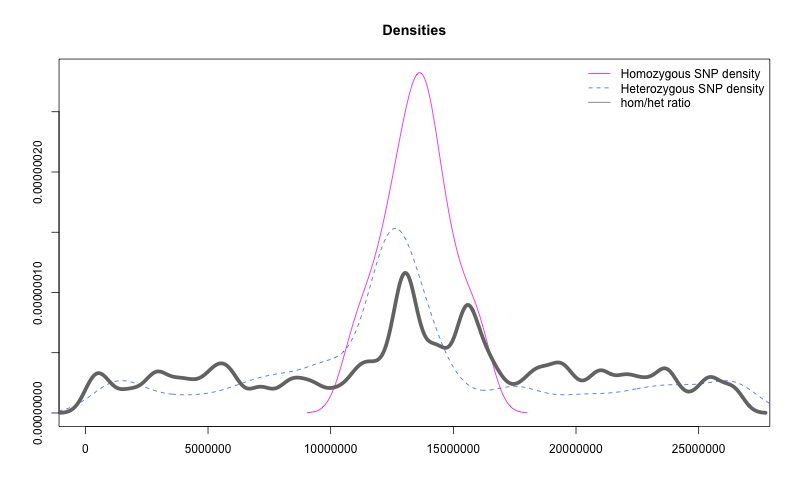 Densities
Homozygous SNP density
Heterozygous SNP density
hom/het ratio
0.00000020
0.00000010
0.00000000
0
5000000
10000000
15000000
20000000
25000000